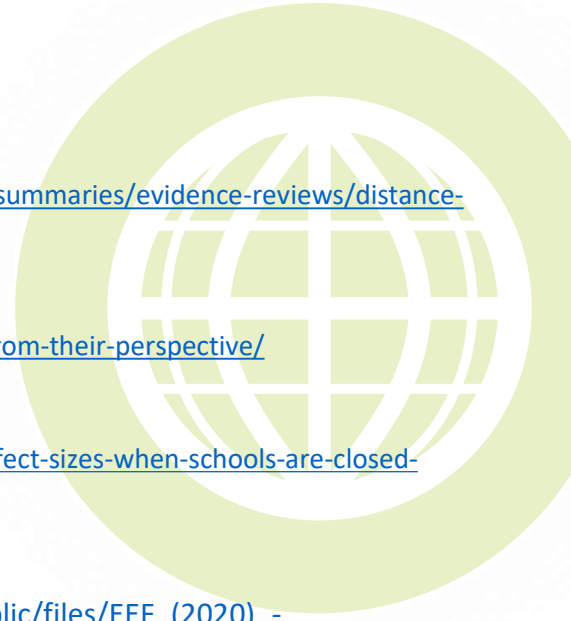 summaries/evidence-reviews/distance-
rom-their-perspective/
fect-sizes-when-schools-are-closed-
lic/files/EEF_(2020)_-